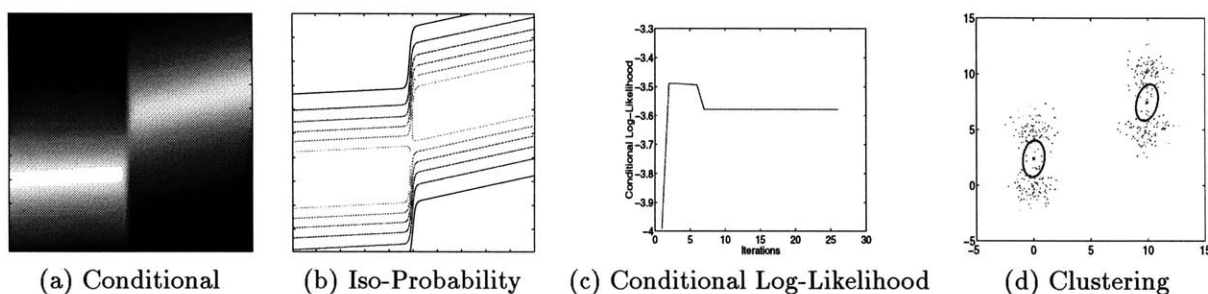 -3.3
-3.4
-3.5
-3.6
-3.7
-3.8
-3.9
-4
Conditional Log-Likelihood
0 5 10 15 20 25 30
Iterations
15
10
5
0
-5
-5 0 5 10 15
(a) Conditional
(b) Iso-Probability
(c) Conditional Log-Likelihood
(d) Clustering